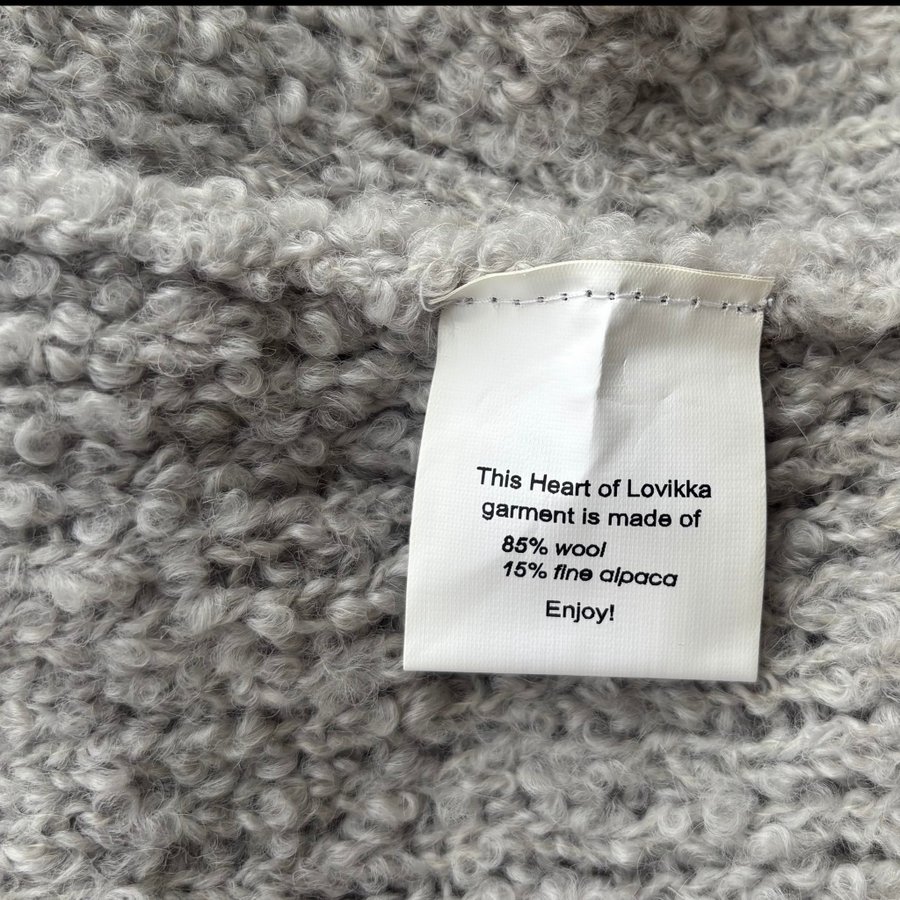 This Heart of Lovikka
garment is made of
85% wool
15% fine alpaca
Enjoy!